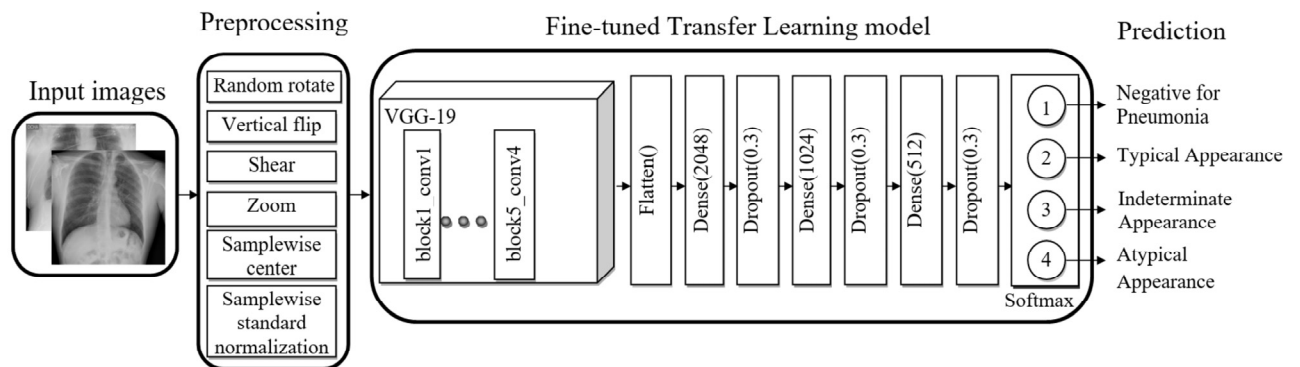 Input images
Preprocessing
Random rotate
Vertical flip
Shear
Zoom
Samplewise
center
Samplewise
standard
normalization
Fine-tuned Transfer Learning model
VGG-19
block1_conv1
block5_conv4
Flatten()
Dense(2048)
Dropout(0.3)
Dense(1024)
Dropout(0.3)
Dense(512)
Dropout(0.3)
1
2
3
4
Softmax
Prediction
Negative for
Pneumonia
Typical Appearance
Indeterminate
Appearance
Atypical
Appearance